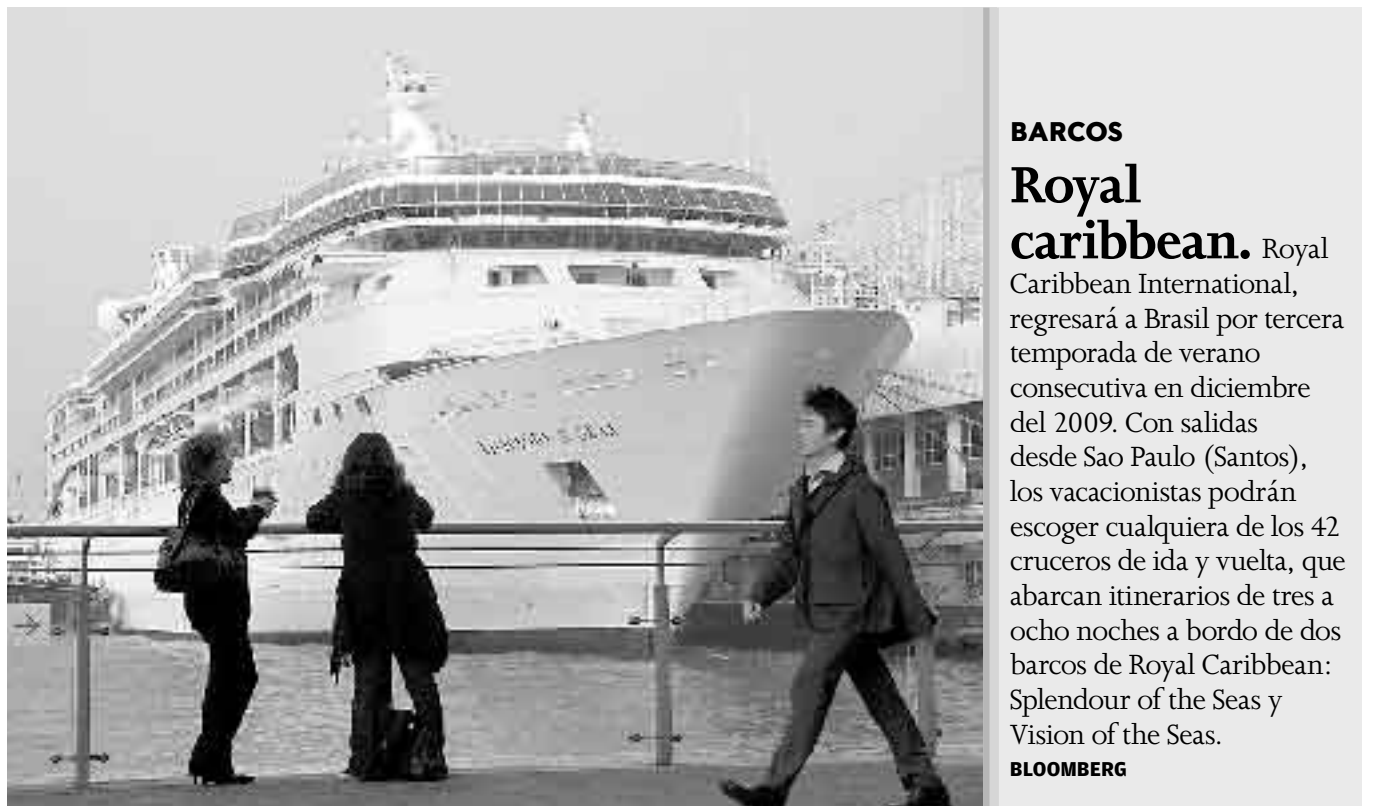 BARCOS
Royal
caribbean. Royal
Caribbean International,
regresará a Brasil por tercera
temporada de verano
consecutiva en diciembre
del 2009. Con salidas
desde Sao Paulo (Santos),
los vacacionistas podrán
escoger cualquiera de los 42
cruceros de ida y vuelta, que
abarcan itinerarios de tres a
ocho noches a bordo de dos
barcos de Royal Caribbean:
Splendour of the Seas y
Vision of the Seas.
BLOOMBERG